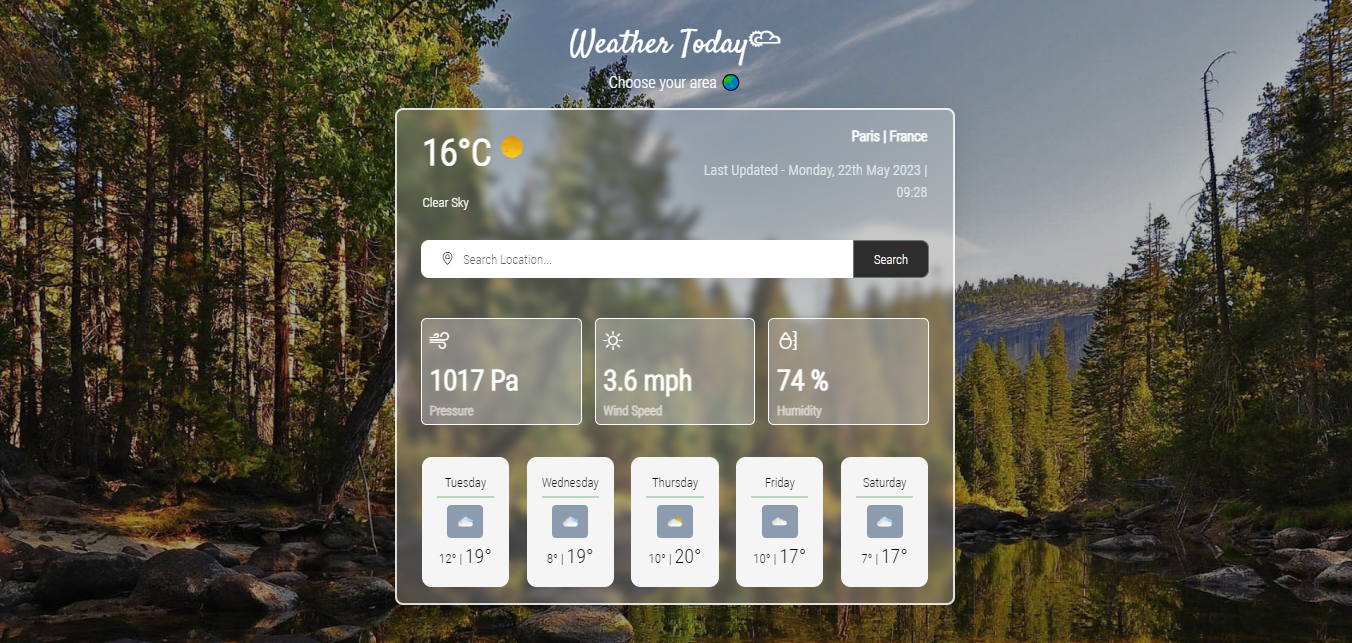 Weather Today
Choose your area
16°C
Clear Sky
Paris | France
Last Updated - Monday, 22th May 2023 |
09:28
Search Location...
Search
1017 Pa
Pressure
3.6 mph
Wind Speed
74 %
Humidity
Tuesday
12° | 19°
Wednesday
8° | 19°
Thursday
10° | 20°
Friday
10° | 17°
Saturday
7° | 17°